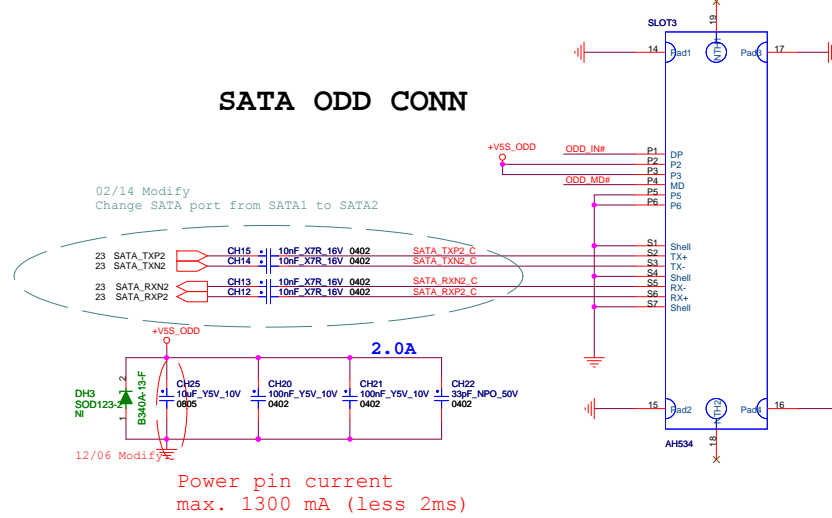 SLOT3
19
14
Pad1
NTH1
Pad3
17
SATA ODD CONN
+V5S_ODD
ODD_IN#
P1
DP
P2
P2
P3
P3
ODD_MD#
P4
MD
P5
P5
P6
P6
02/14 Modify
Change SATA port from SATA1 to SATA2
23 SATA_TXP2
CH15
10nF_X7R_16V 0402
SATA_TXP2_C
23 SATA_TXN2
CH14
10nF_X7R_16V 0402
SATA_TXN2_C
23 SATA_RXN2
CH13
10nF_X7R_16V 0402
SATA_RXN2_C
23 SATA_RXP2
CH12
10nF_X7R_16V 0402
SATA_RXP2_C
S1
Shell
S2
TX+
S3
TX-
S4
Shell
S5
RX-
S6
RX+
S7
Shell
+V5S_ODD
2.0A
2
DH3
SOD123-2
NI
1
B340A-13-F
CH25
10uF_Y5V_10V
0805
CH20
100nF_Y5V_10V
0402
CH21
100nF_Y5V_10V
0402
CH22
33pF_NPO_50V
0402
15
Pad2
NTH2
Pad4
16
18
AH534
12/06 Modify
Power pin current
max. 1300 mA (less 2ms)